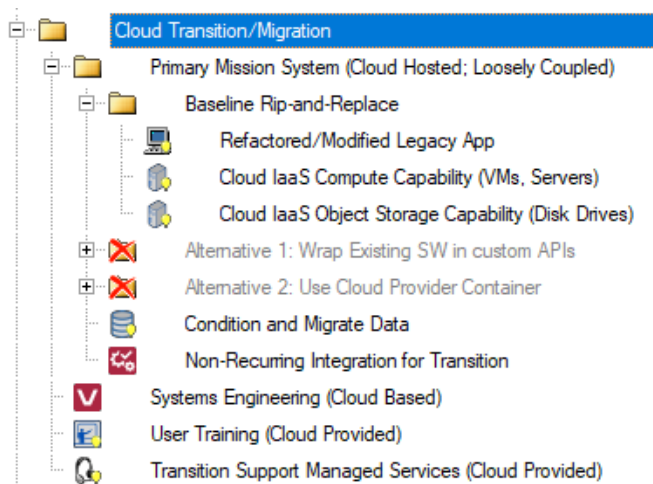 Cloud Transition/Migration
Primary Mission System (Cloud Hosted; Loosely Coupled)
Baseline Rip-and-Replace
Refactored/Modified Legacy App
Cloud IaaS Compute Capability (VMs, Servers)
Cloud IaaS Object Storage Capability (Disk Drives)
Alternative 1: Wrap Existing SW in custom APIs
Alternative 2: Use Cloud Provider Container
Condition and Migrate Data
Non-Recurring Integration for Transition
Systems Engineering (Cloud Based)
User Training (Cloud Provided)
Transition Support Managed Services (Cloud Provided)